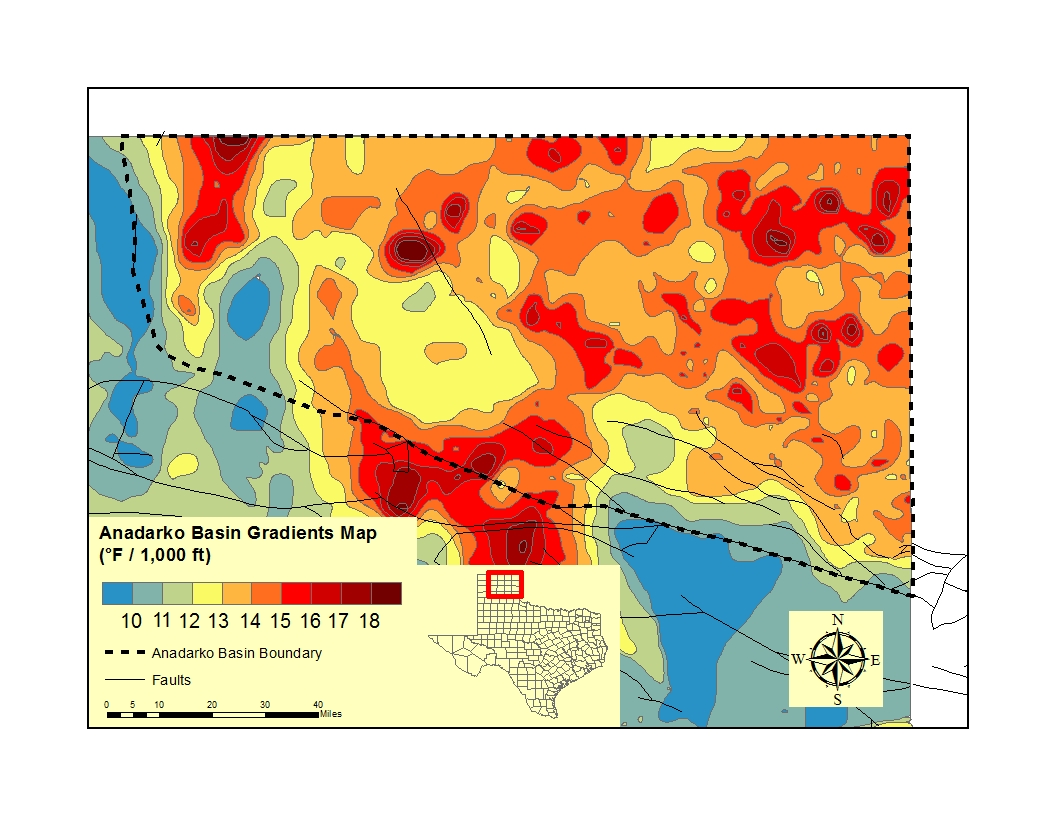 Anadarko Basin Gradients Map
(°F / 1,000 ft)
10 11 12 13 14 15 16 17 18
Anadarko Basin Boundary
Faults
0 5 10 20 30 40
Miles
N
W E
S